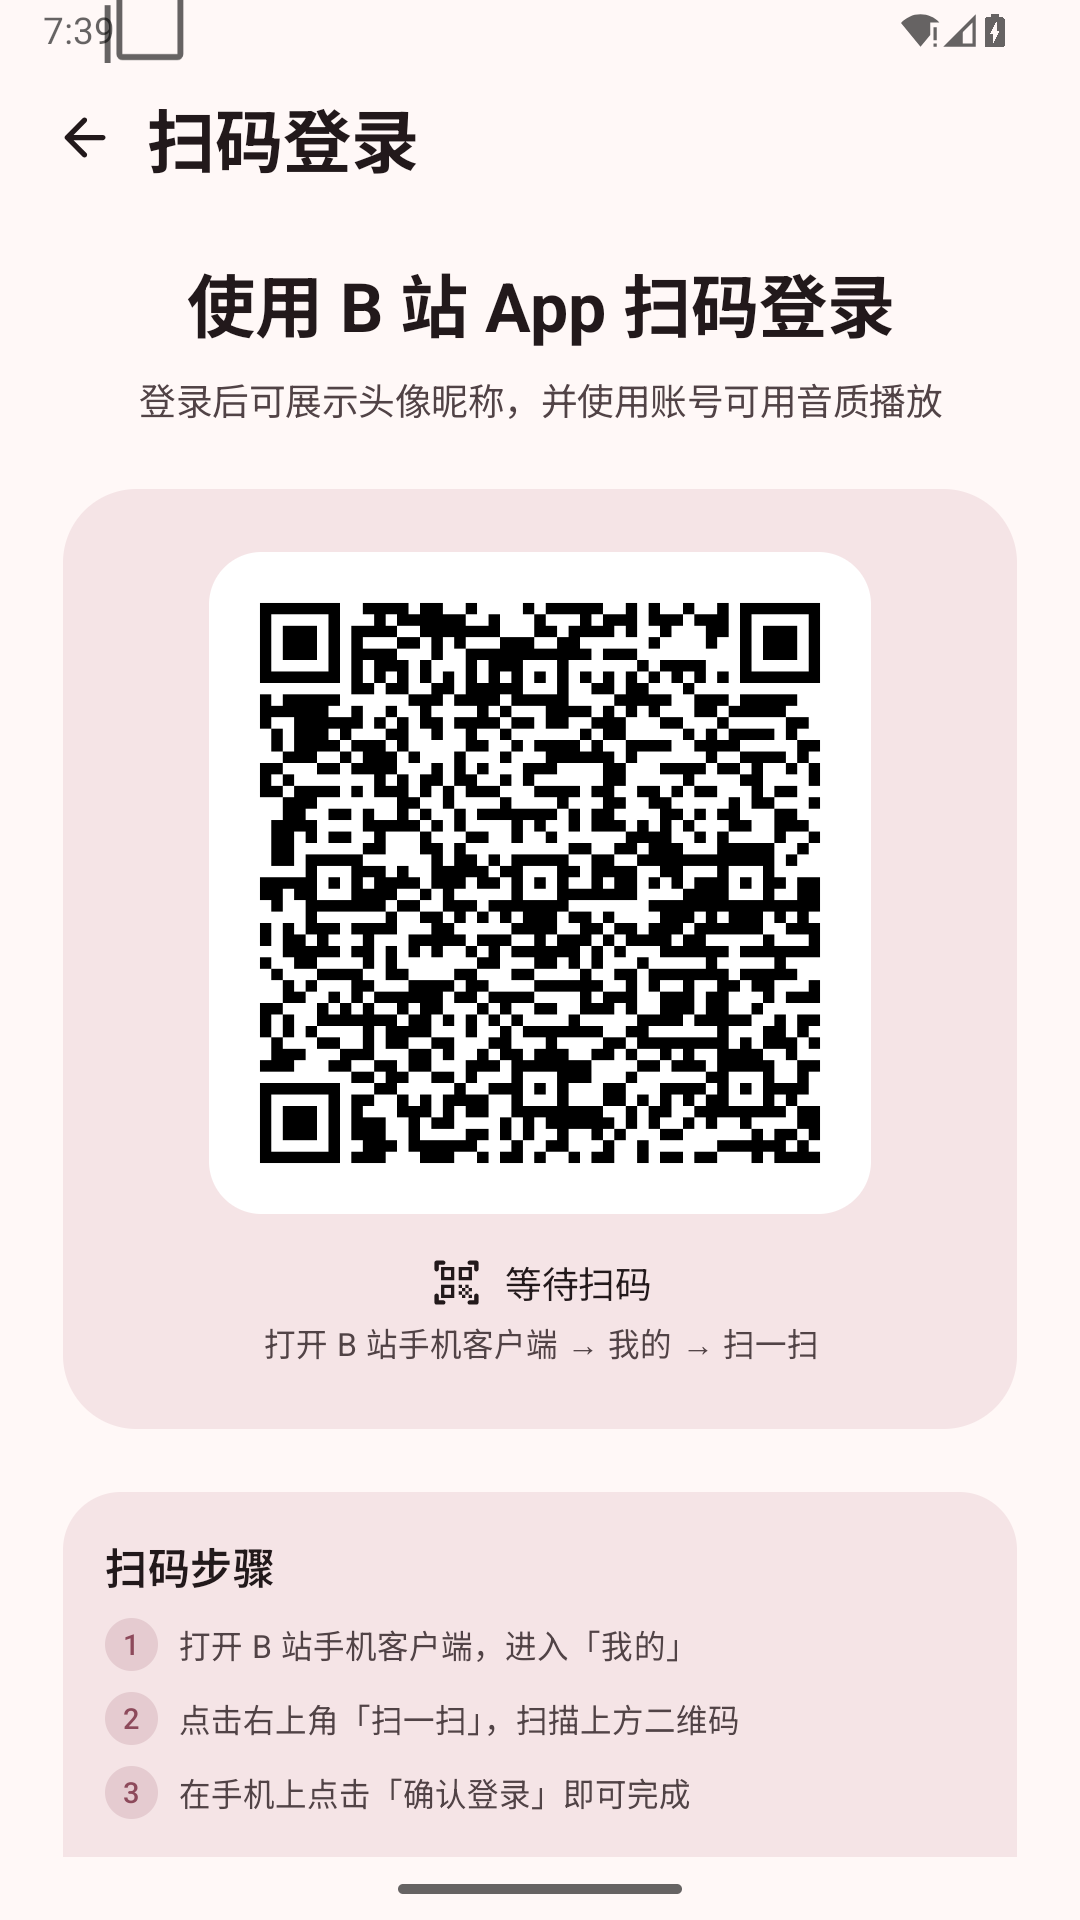 7:39
扫码登录
使用 B 站 App 扫码登录
登录后可展示头像昵称，并使用账号可用音质播放
等待扫码
打开 B 站手机客户端 → 我的 → 扫一扫
扫码步骤
1 打开 B 站手机客户端，进入「我的」
2 点击右上角「扫一扫」，扫描上方二维码
3 在手机上点击「确认登录」即可完成